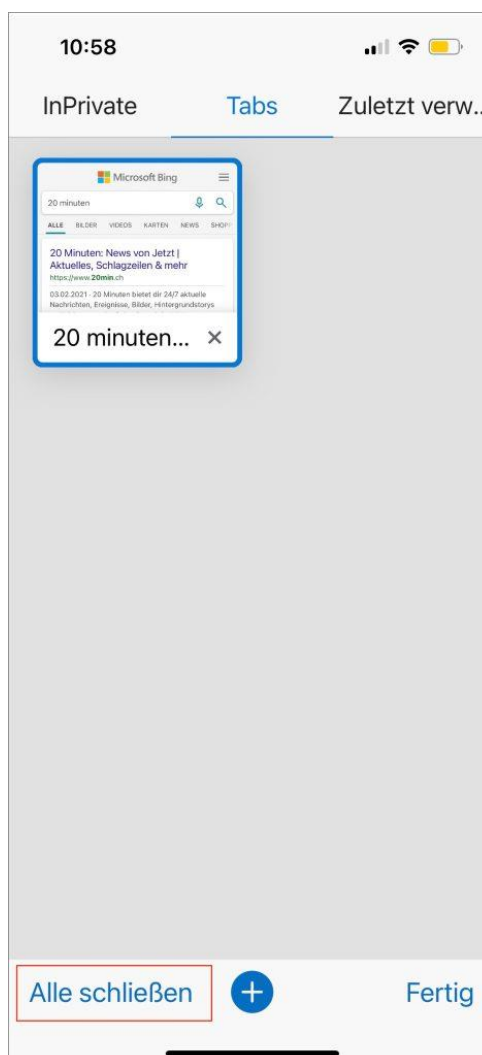 10:58
InPrivate Tabs Zuletzt verw..
Microsoft Bing
20 minuten
ALLE BILDER VIDEOS KARTEN NEWS SHOPP
20 Minuten: News von Jetzt |
Aktuelles, Schlagzeilen & mehr
https://www.20min.ch
03.02.2021 · 20 Minuten bietet dir 24/7 aktuelle
Nachrichten, Ereignisse, Bilder, Hintergrundstorys
20 minuten...
Alle schließen Fertig